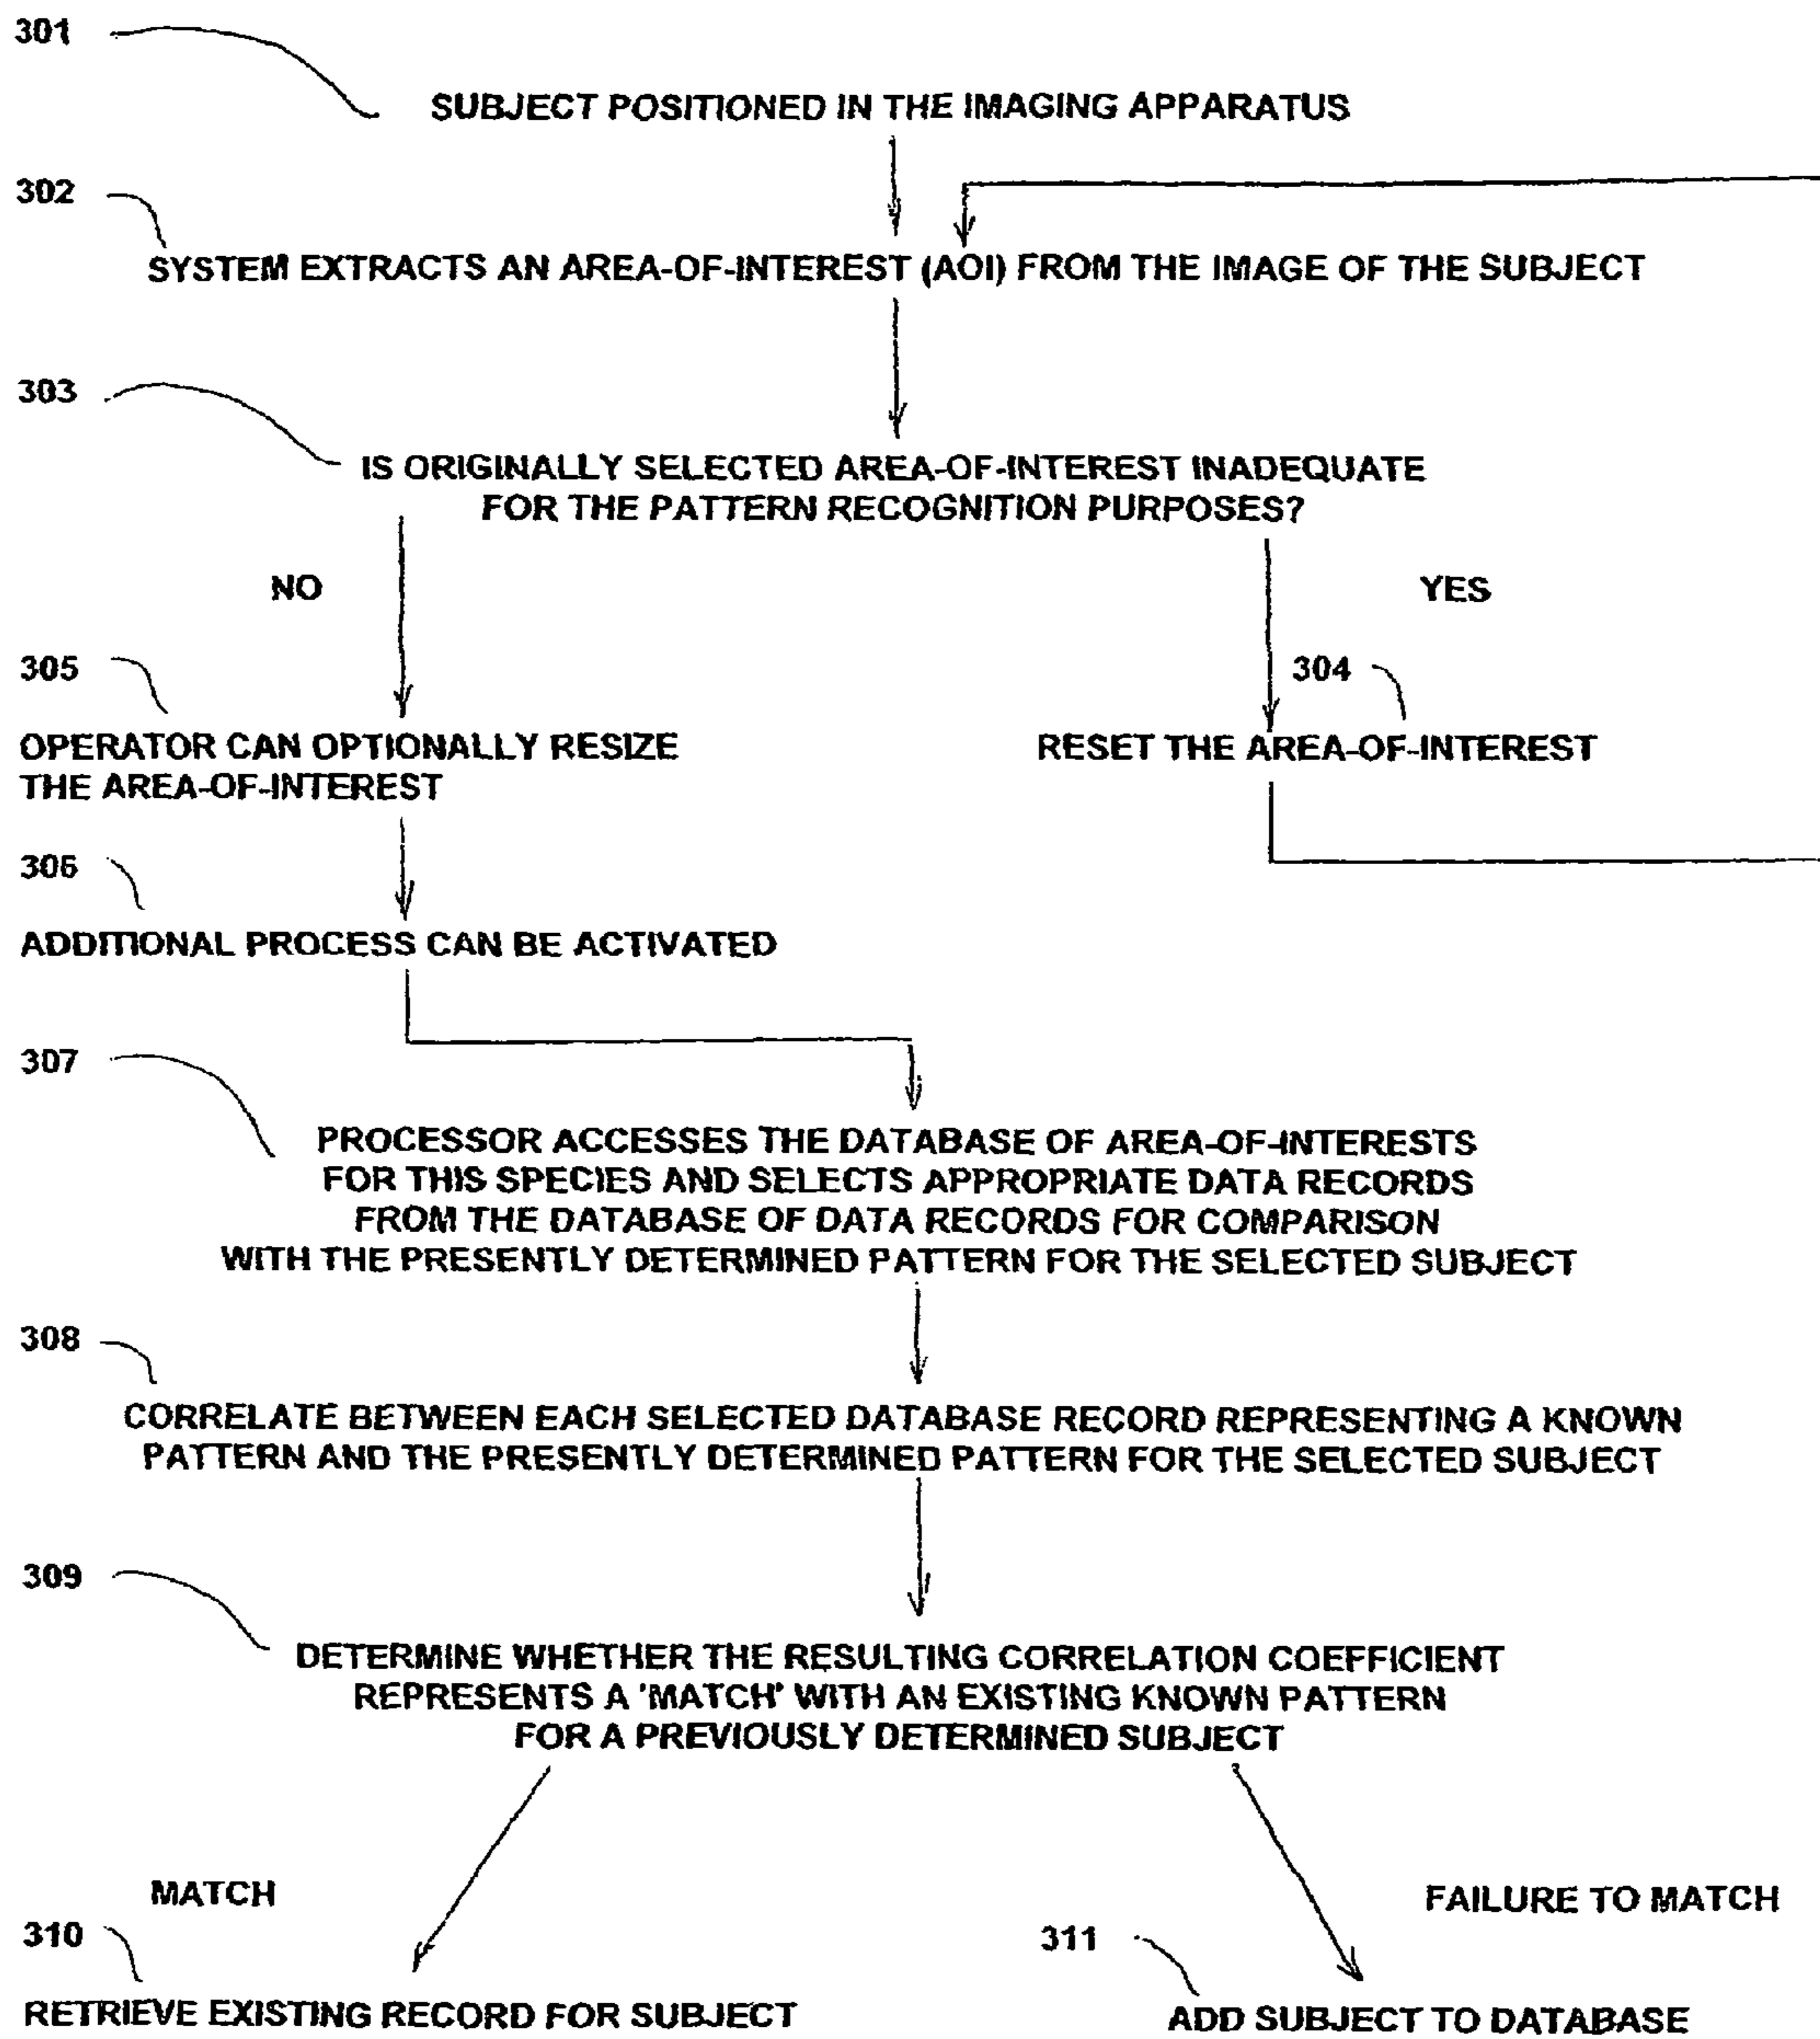 301
SUBJECT POSITIONED IN THE IMAGING APPARATUS
302
SYSTEM EXTRACTS AN AREA-OF-INTEREST (AOI) FROM THE IMAGE OF THE SUBJECT
303
IS ORIGINALLY SELECTED AREA-OF-INTEREST INADEQUATE
FOR THE PATTERN RECOGNITION PURPOSES?
NO
YES
305
304
OPERATOR CAN OPTIONALLY RESIZE
THE AREA-OF-INTEREST
RESET THE AREA-OF-INTEREST
306
ADDITIONAL PROCESS CAN BE ACTIVATED
307
PROCESSOR ACCESSES THE DATABASE OF AREA-OF-INTERESTS
FOR THIS SPECIES AND SELECTS APPROPRIATE DATA RECORDS
FROM THE DATABASE OF DATA RECORDS FOR COMPARISON
WITH THE PRESENTLY DETERMINED PATTERN FOR THE SELECTED SUBJECT
308
CORRELATE BETWEEN EACH SELECTED DATABASE RECORD REPRESENTING A KNOWN
PATTERN AND THE PRESENTLY DETERMINED PATTERN FOR THE SELECTED SUBJECT
309
DETERMINE WHETHER THE RESULTING CORRELATION COEFFICIENT
REPRESENTS A 'MATCH' WITH AN EXISTING KNOWN PATTERN
FOR A PREVIOUSLY DETERMINED SUBJECT
MATCH
FAILURE TO MATCH
310
311
RETRIEVE EXISTING RECORD FOR SUBJECT
ADD SUBJECT TO DATABASE